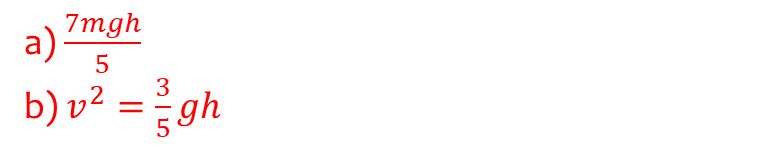 a) 7mgh/5
b) v² = 3/5 gh